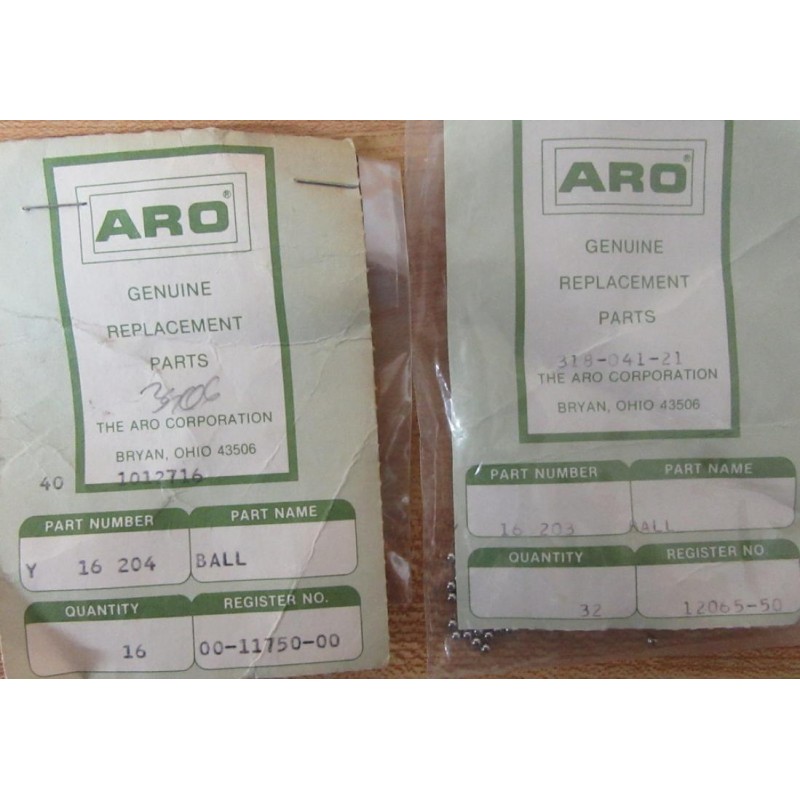 ARO®
GENUINE
REPLACEMENT
PARTS
3706
THE ARO CORPORATION
BRYAN, OHIO 43506
40 1012716
PART NUMBER PART NAME
Y 16 204 BALL
QUANTITY REGISTER NO.
16 00-11750-00
ARO®
GENUINE
REPLACEMENT
PARTS
318-041-21
THE ARO CORPORATION
BRYAN, OHIO 43506
PART NUMBER PART NAME
16 203 BALL
QUANTITY REGISTER NO.
32 12065-50